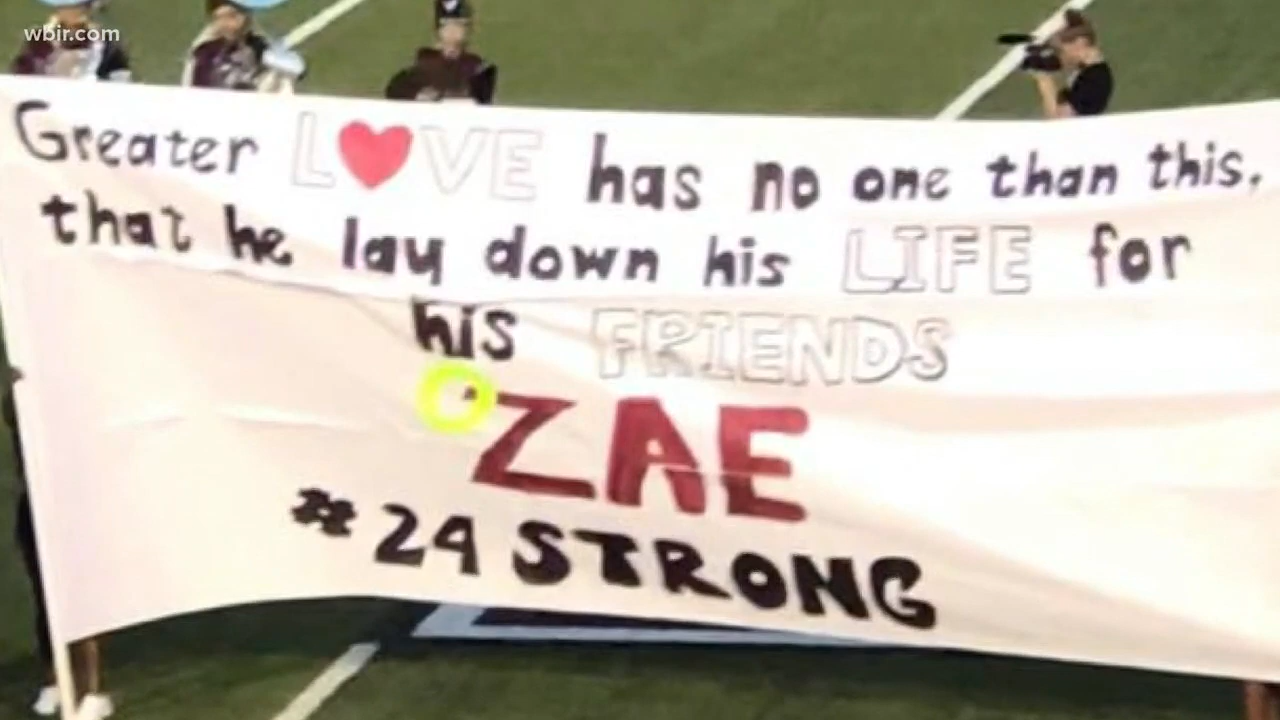 wbir.com
Greater LOVE has no one than this,
that he lay down his LIFE for
his FRIENDS
'ZAE
#24 STRONG